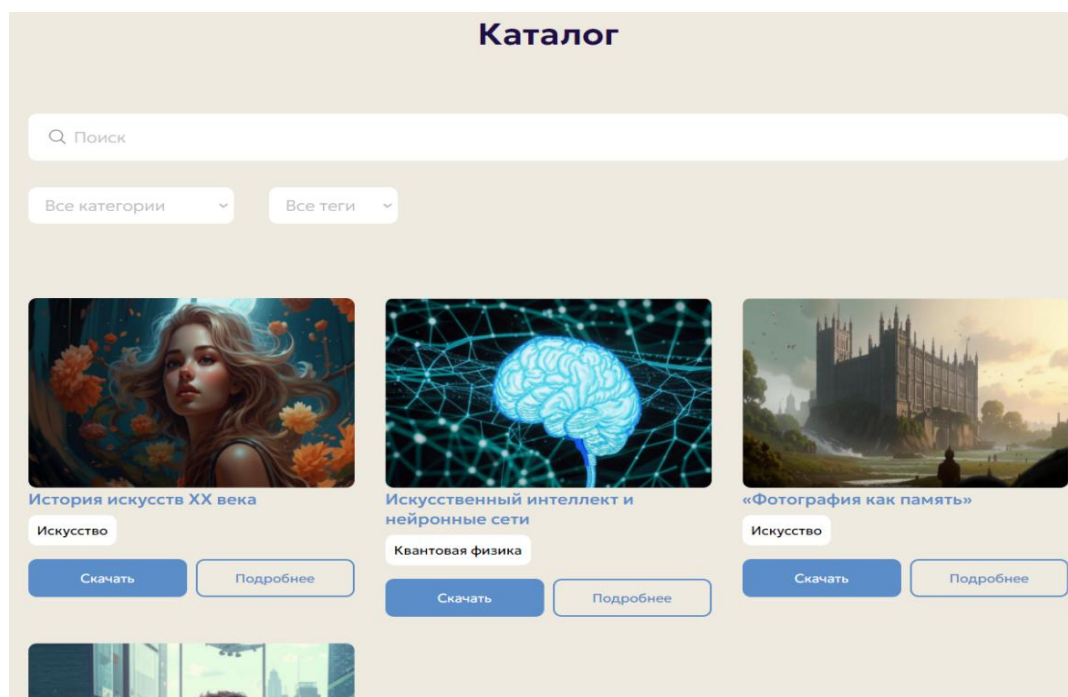 Каталог
Поиск
Все категории
Все теги
История искусств XX века
Искусство
Скачать
Подробнее
Искусственный интеллект и
нейронные сети
Квантовая физика
Скачать
Подробнее
«Фотография как память»
Искусство
Скачать
Подробнее